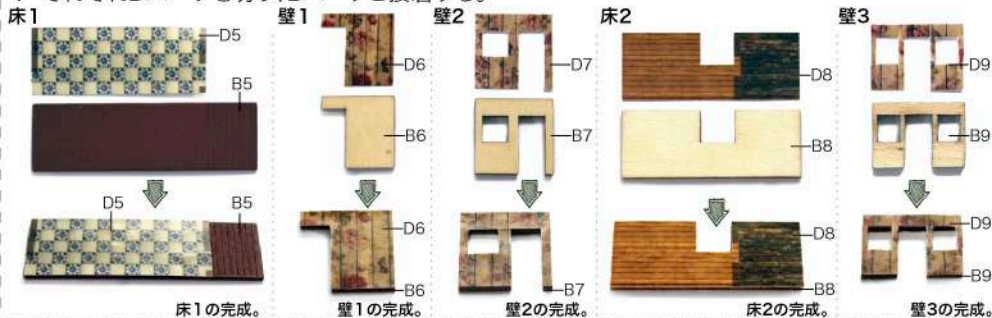 床1
D5
B5
D5
B5
床1の完成。
壁1
D6
B6
D6
B6
壁1の完成。
壁2
D7
B7
B7
壁2の完成。
床2
D8
B8
D8
B8
床2の完成。
壁3
D9
B9
D9
B9
壁3の完成。